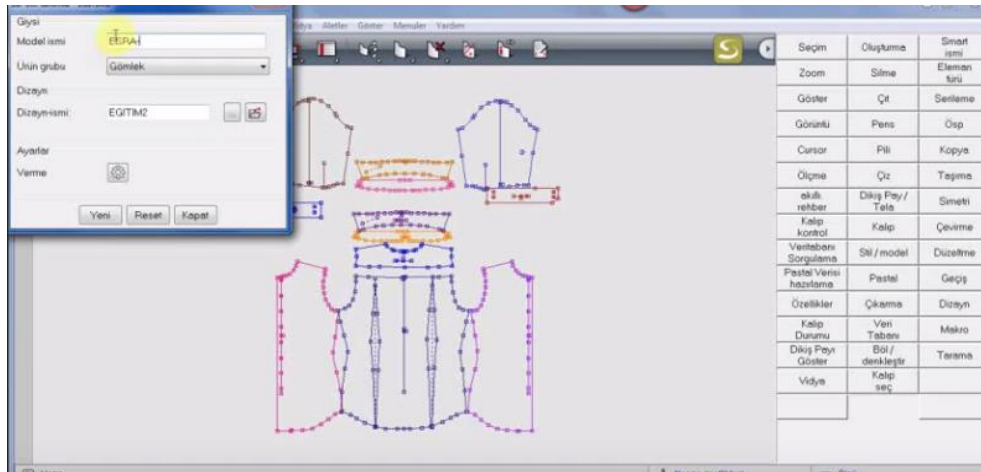 Giysi
Model ismi ESRA-I
Ürün grubu Gömlek
Dizayn
Dizayn-ismi: EGITIM2 ...
Ayarlar
Verme
Yeni Reset Kapat
Aletler Göster Menuler Yardım
S
Seçim Oluşturma Smart ismi
Zoom Silme Eleman türü
Göster Çıt Serileme
Görüntü Pens Ösp
Cursor Pili Kopya
Ölçme Çiz Taşıma
akıllı rehber Dikiş Pay / Tela Simetri
Kalıp kontrol Kalıp Çevirme
Veritabanı Sorgulama Stil / model Düzeltme
Pastal Verisi hazırlama Pastal Geçiş
Özellikler Çıkarma Dizayn
Kalıp Durumu Veri Tabanı Makro
Dikiş Payı Göster Böl / denkleştir Tarama
Vidya Kalıp seç